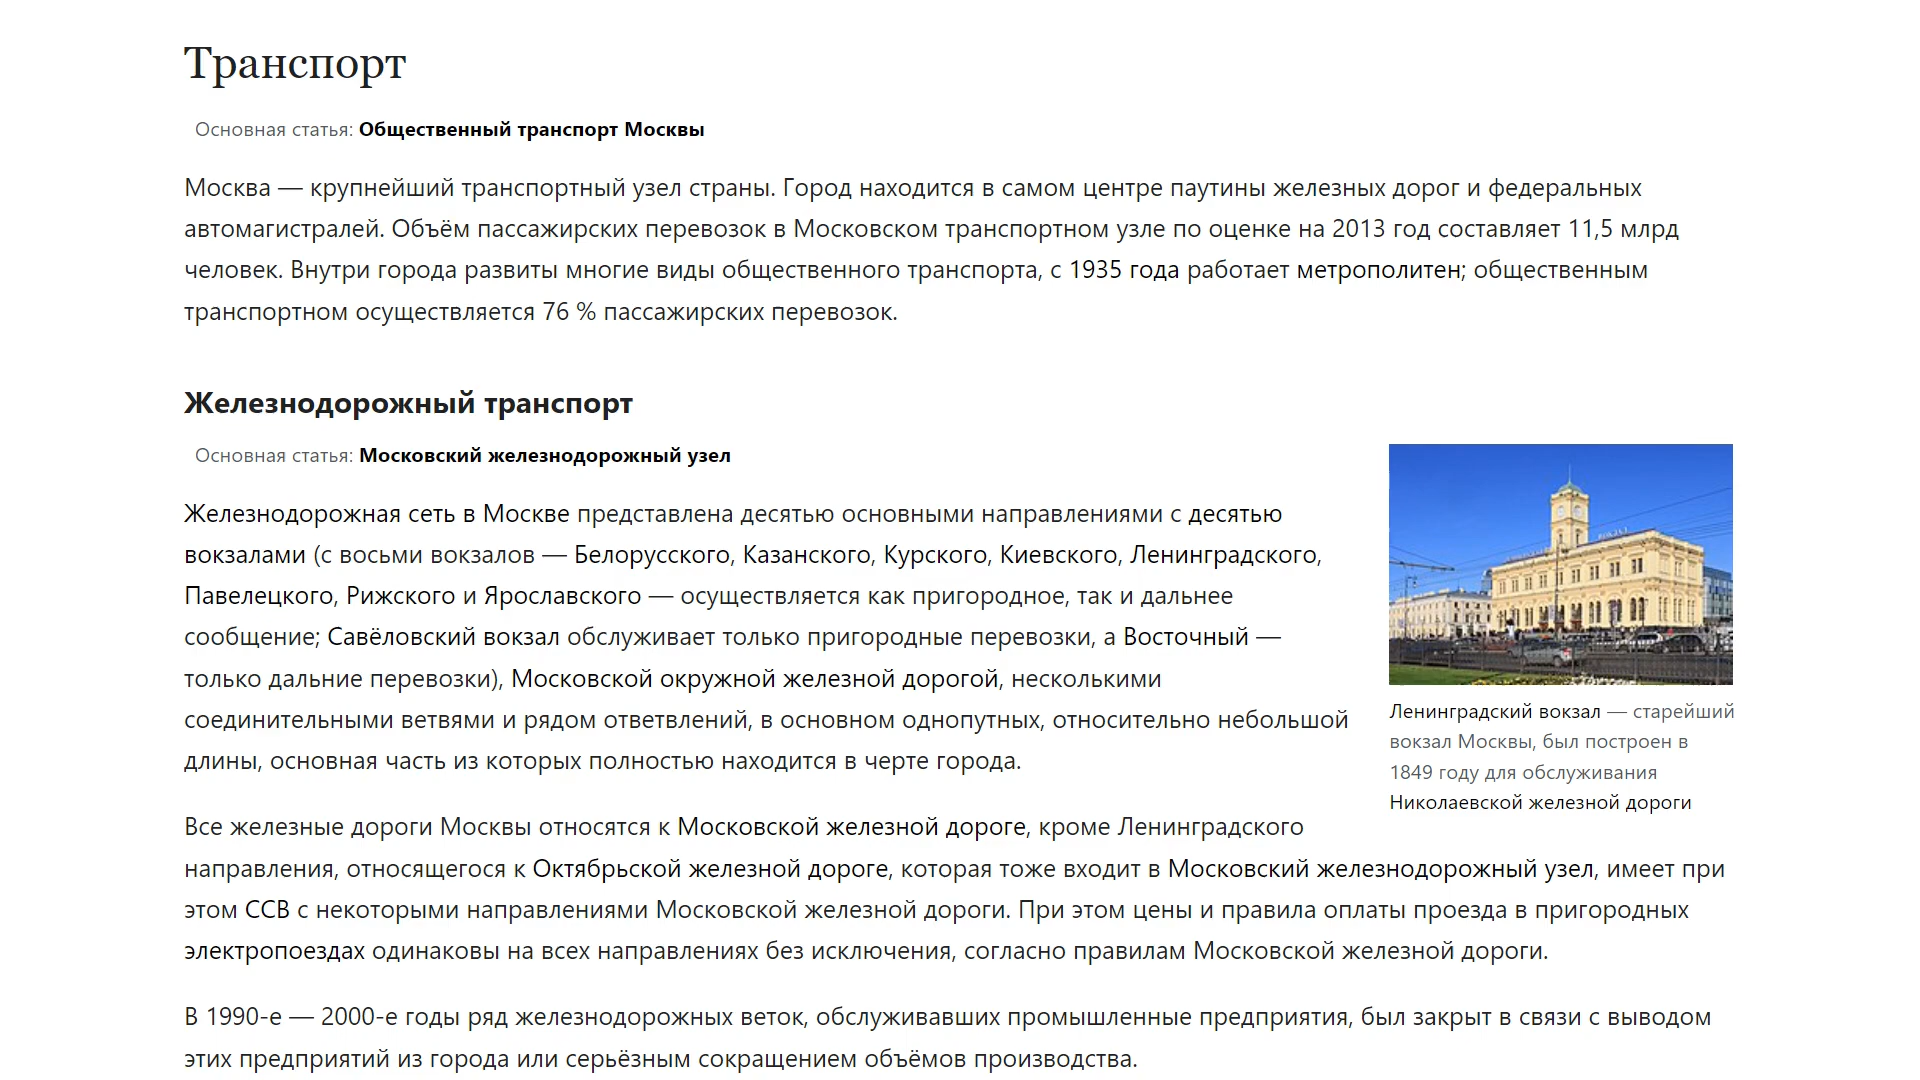 Транспорт
Основная статья: Общественный транспорт Москвы
Москва — крупнейший транспортный узел страны. Город находится в самом центре паутины железных дорог и федеральных
автомагистралей. Объём пассажирских перевозок в Московском транспортном узле по оценке на 2013 год составляет 11,5 млрд
человек. Внутри города развиты многие виды общественного транспорта, с 1935 года работает метрополитен; общественным
транспортном осуществляется 76 % пассажирских перевозок.
Железнодорожный транспорт
Основная статья: Московский железнодорожный узел
Железнодорожная сеть в Москве представлена десятью основными направлениями с десятью
вокзалами (с восьми вокзалов — Белорусского, Казанского, Курского, Киевского, Ленинградского,
Павелецкого, Рижского и Ярославского — осуществляется как пригородное, так и дальнее
сообщение; Савёловский вокзал обслуживает только пригородные перевозки, а Восточный —
только дальние перевозки), Московской окружной железной дорогой, несколькими
соединительными ветвями и рядом ответвлений, в основном однопутных, относительно небольшой
длины, основная часть из которых полностью находится в черте города.
Ленинградский вокзал — старейший
вокзал Москвы, был построен в
1849 году для обслуживания
Николаевской железной дороги
Все железные дороги Москвы относятся к Московской железной дороге, кроме Ленинградского
направления, относящегося к Октябрьской железной дороге, которая тоже входит в Московский железнодорожный узел, имеет при
этом ССВ с некоторыми направлениями Московской железной дороги. При этом цены и правила оплаты проезда в пригородных
электропоездах одинаковы на всех направлениях без исключения, согласно правилам Московской железной дороги.
В 1990-е — 2000-е годы ряд железнодорожных веток, обслуживавших промышленные предприятия, был закрыт в связи с выводом
этих предприятий из города или серьёзным сокращением объёмов производства.